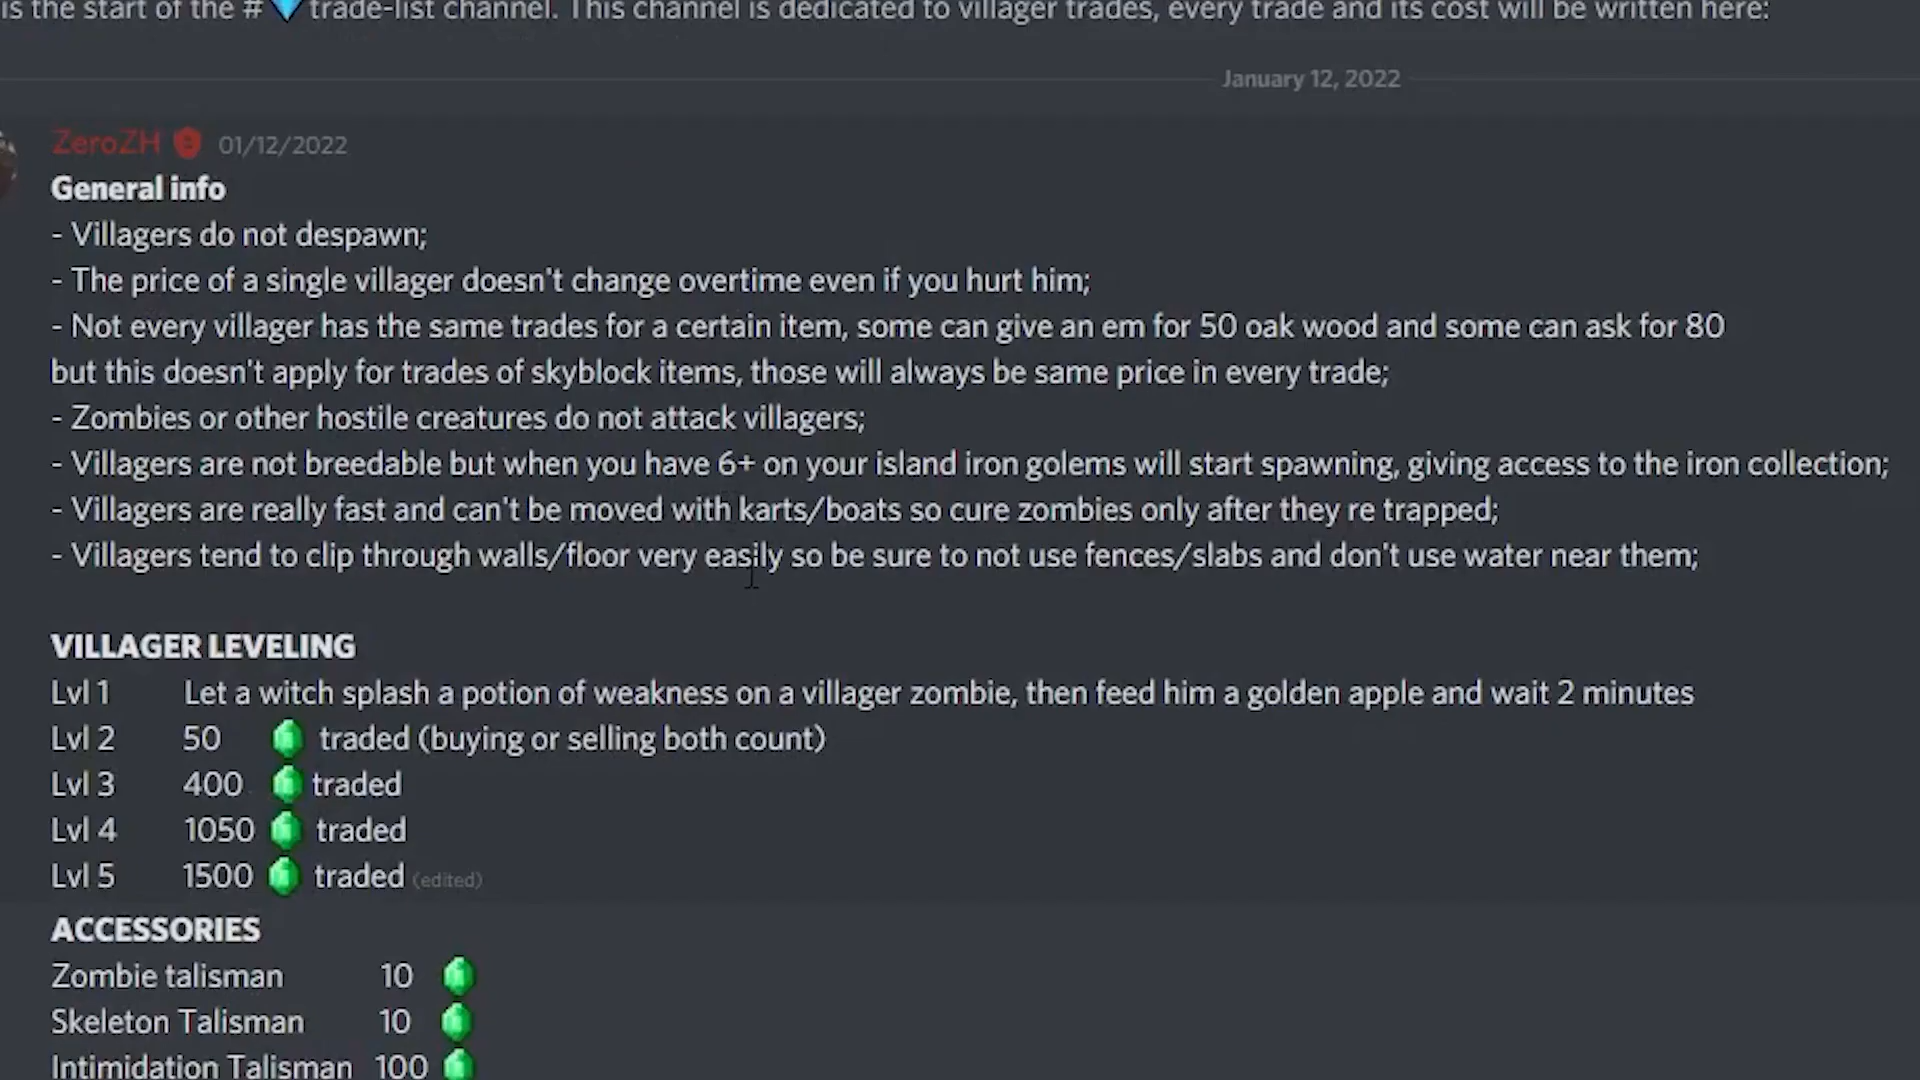 is the start of the # trade-list channel. This channel is dedicated to villager trades, every trade and its cost will be written here:
January 12, 2022
ZeroZH 01/12/2022
General info
- Villagers do not despawn;
- The price of a single villager doesn't change overtime even if you hurt him;
- Not every villager has the same trades for a certain item, some can give an em for 50 oak wood and some can ask for 80
but this doesn't apply for trades of skyblock items, those will always be same price in every trade;
- Zombies or other hostile creatures do not attack villagers;
- Villagers are not breedable but when you have 6+ on your island iron golems will start spawning, giving access to the iron collection;
- Villagers are really fast and can't be moved with karts/boats so cure zombies only after they re trapped;
- Villagers tend to clip through walls/floor very easily so be sure to not use fences/slabs and don't use water near them;
VILLAGER LEVELING
Lvl 1 Let a witch splash a potion of weakness on a villager zombie, then feed him a golden apple and wait 2 minutes
Lvl 2 50 traded (buying or selling both count)
Lvl 3 400 traded
Lvl 4 1050 traded
Lvl 5 1500 traded (edited)
ACCESSORIES
Zombie talisman 10
Skeleton Talisman 10
Intimidation Talisman 100